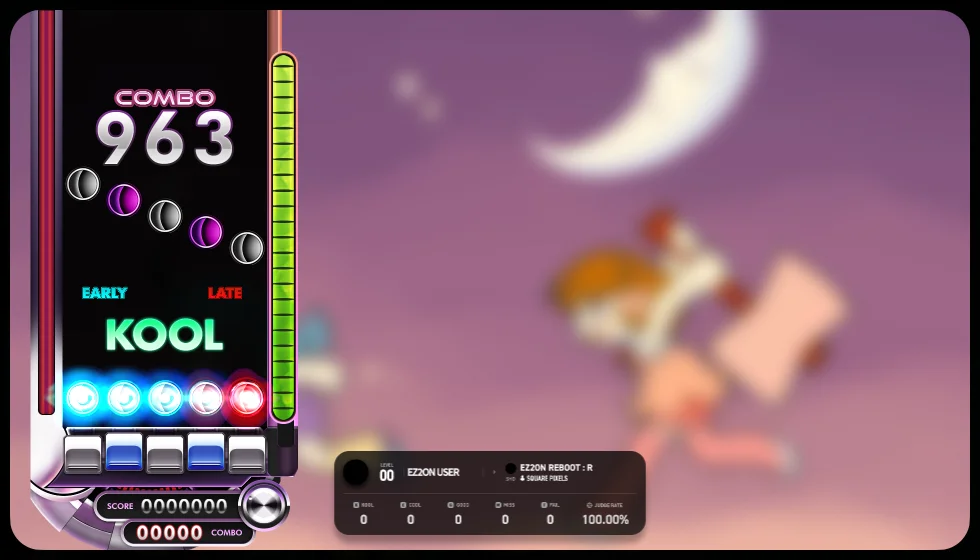 COMBO
963
EARLY LATE
KOOL
SCORE 0000000
00000 COMBO
LEVEL
00 EZ2ON USER
EZ2ON REBOOT : R
SQUARE PIXELS
KOOL COOL GOOD MISS FAIL JUDGE RATE
0 0 0 0 0 100.00%